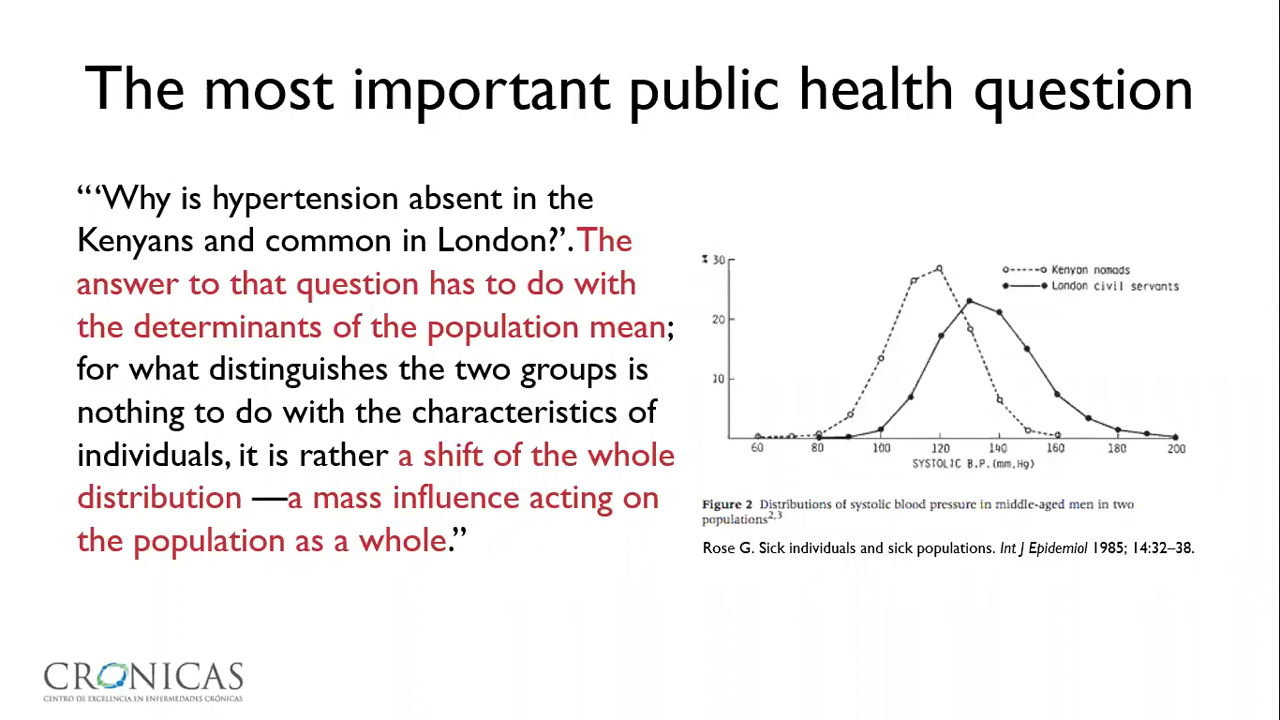 The most important public health question
“‘Why is hypertension absent in the
Kenyans and common in London?’. The
answer to that question has to do with
the determinants of the population mean;
for what distinguishes the two groups is
nothing to do with the characteristics of
individuals, it is rather a shift of the whole
distribution —a mass influence acting on
the population as a whole.”
% 30
20
10
Kenyan nomads
London civil servants
60 80 100 120 140 160 180 200
SYSTOLIC B.P.(mm.Hg)
Figure 2 Distributions of systolic blood pressure in middle-aged men in two
populations2,3
Rose G. Sick individuals and sick populations. Int J Epidemiol 1985; 14:32–38.
CRONICAS
CENTRO DE EXCELENCIA EN ENFERMEDADES CRÓNICAS